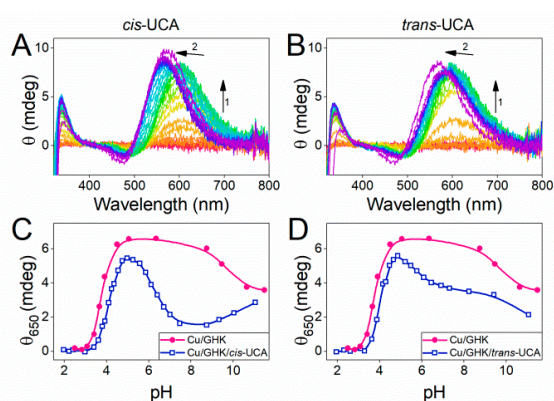 cis-UCA
trans-UCA
A
B
10
5
0
θ (mdeg)
2
1
400 500 600 700 800
Wavelength (nm)
10
5
0
θ (mdeg)
2
1
400 500 600 700 800
Wavelength (nm)
C
D
6
4
2
0
θ650 (mdeg)
Cu/GHK
Cu/GHK/cis-UCA
2 4 6 8 10
pH
6
4
2
0
θ650 (mdeg)
Cu/GHK
Cu/GHK/trans-UCA
2 4 6 8 10
pH